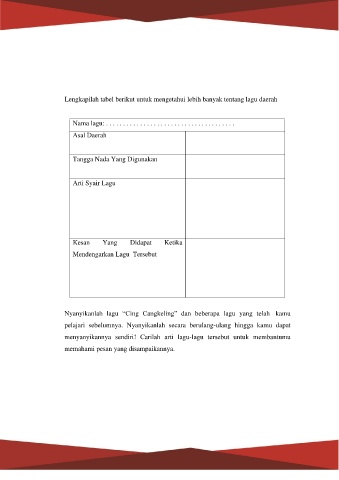 Lengkapilah tabel berikut untuk mengetahui lebih banyak tentang lagu daerah
Nama lagu: . . . . . . . . . . . . . . . . . . . . . . . . . . . . . . . . . . . . .
Asal Daerah
Tangga Nada Yang Digunakan
Arti Syair Lagu
Kesan Yang Didapat Ketika
Mendengarkan Lagu Tersebut
Nyanyikanlah lagu “Cing Cangkeling” dan beberapa lagu yang telah kamu
pelajari sebelumnya. Nyanyikanlah secara berulang-ulang hingga kamu dapat
menyanyikannya sendiri! Carilah arti lagu-lagu tersebut untuk membantumu
memahami pesan yang disampaikannya.